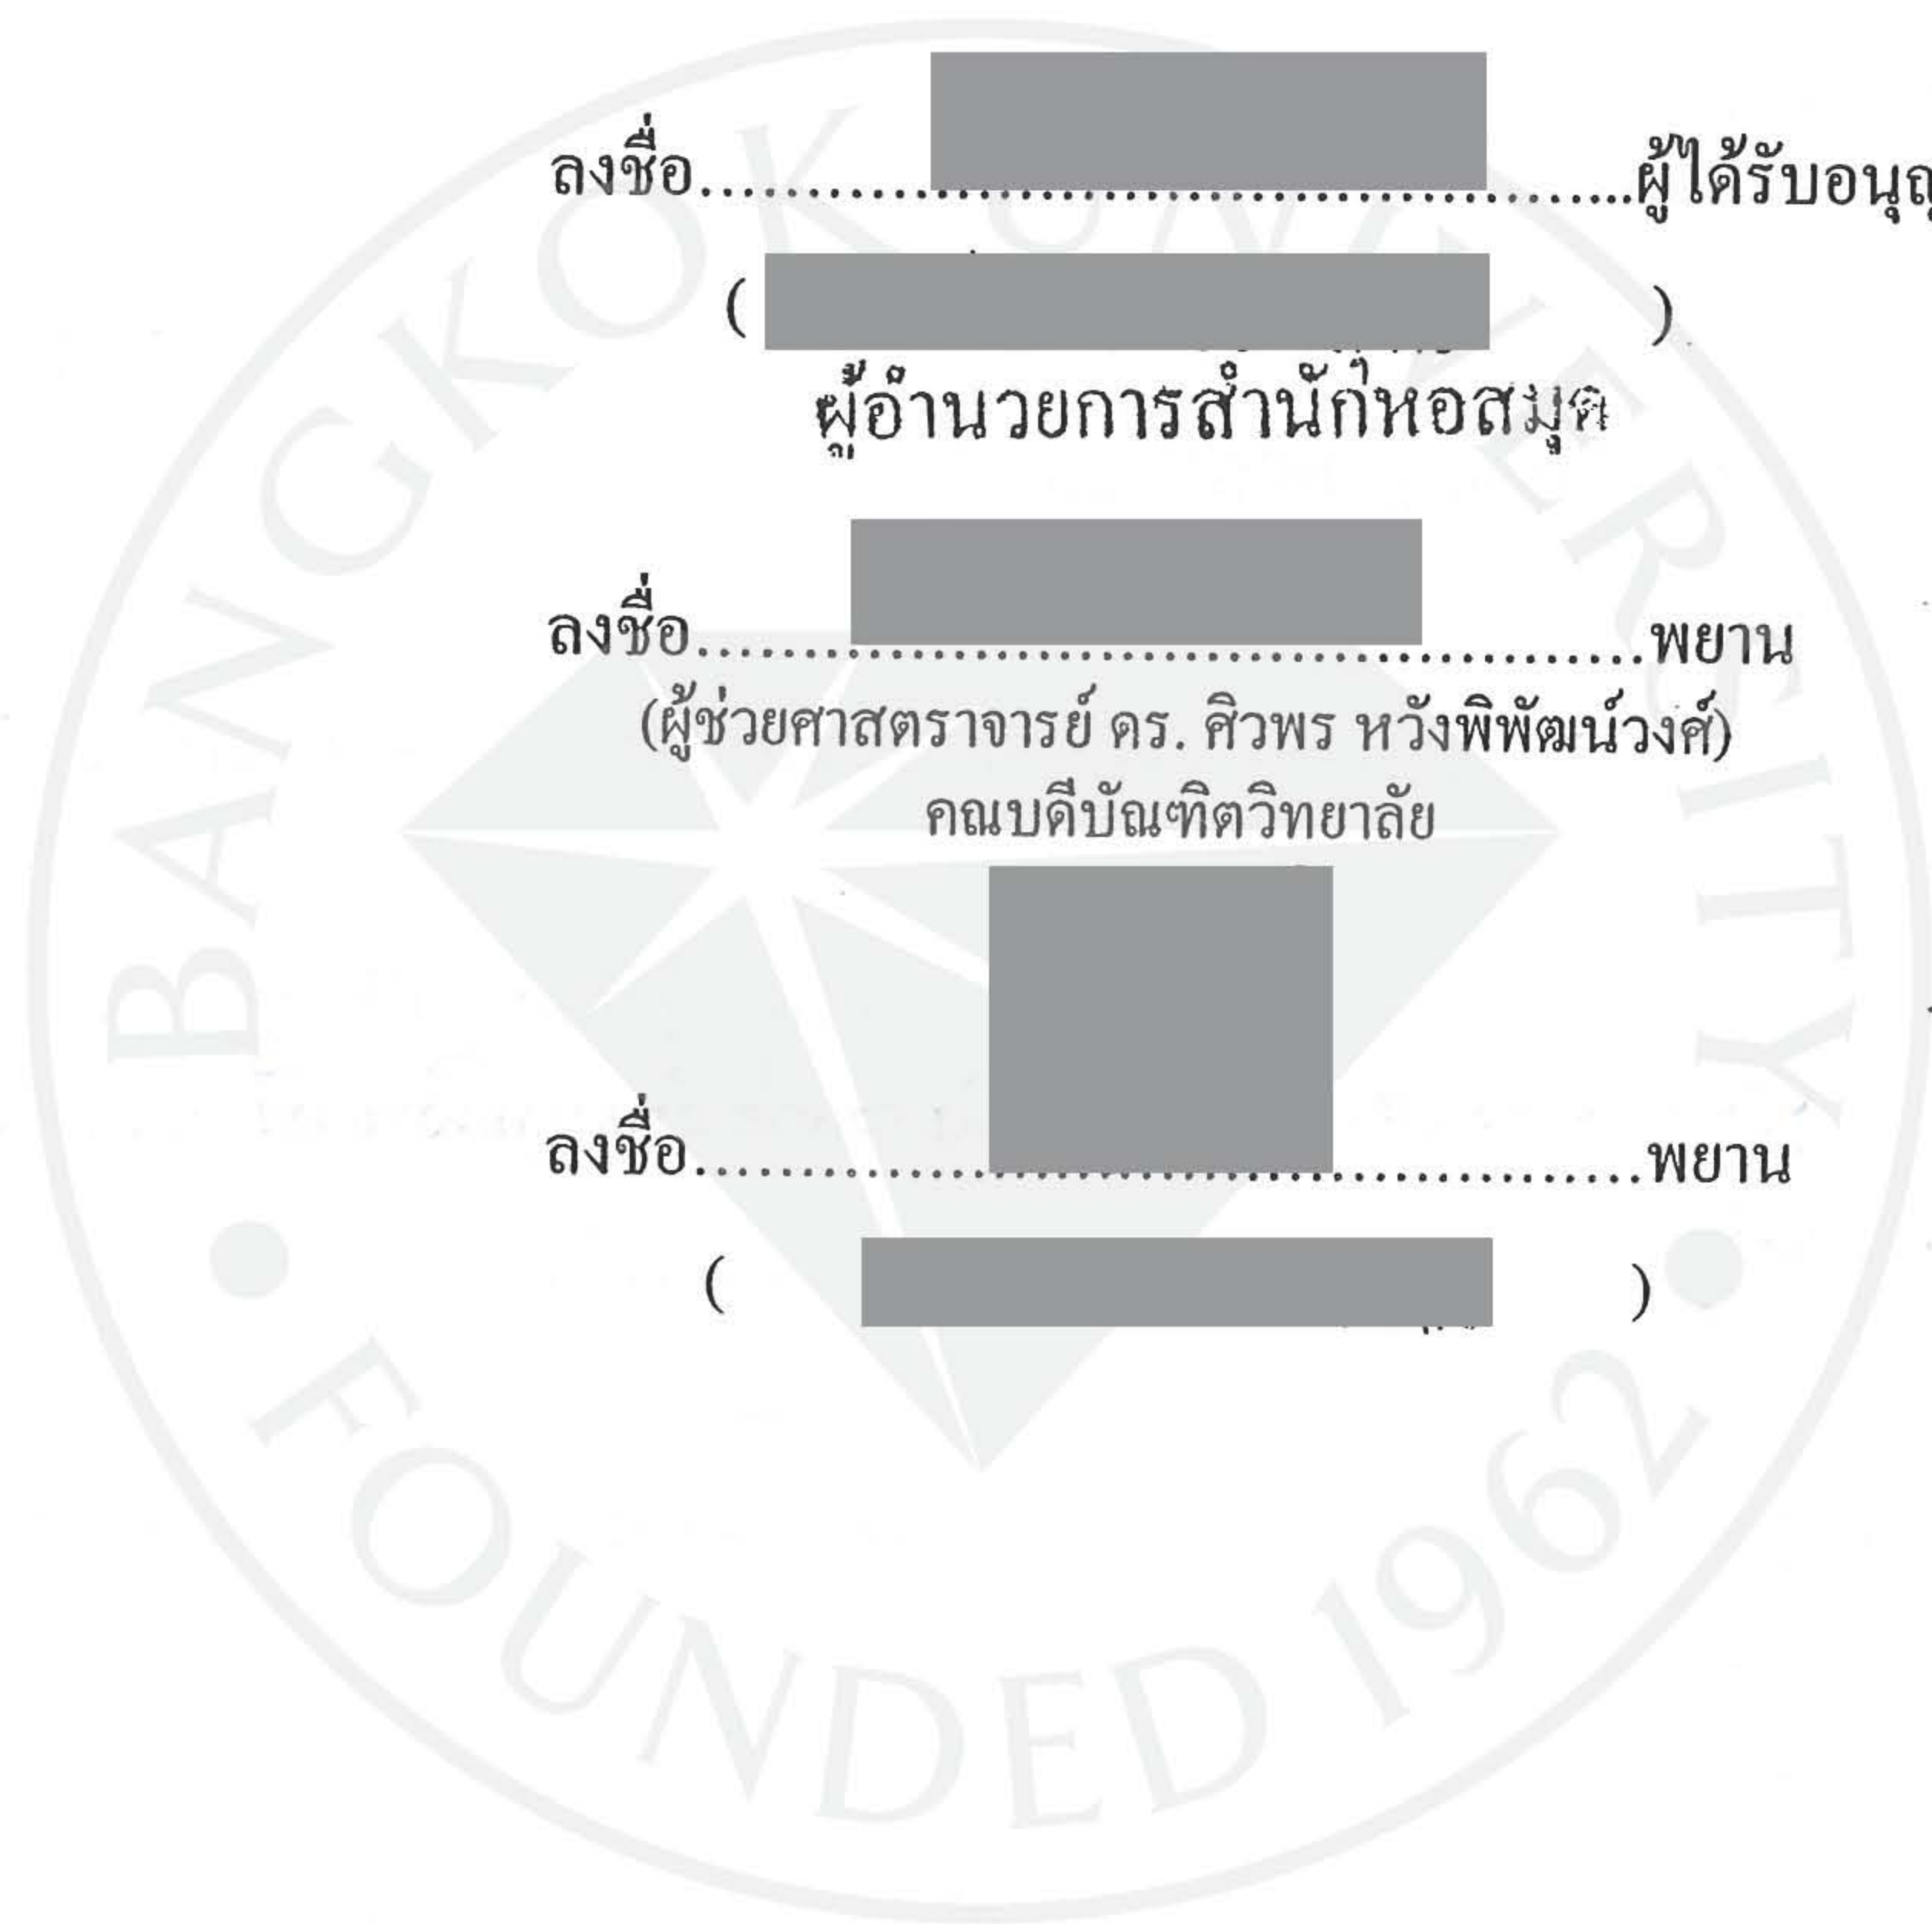 ลงชื่อ...............................................ผู้ได้รับอนุญ
( )
ผู้อำนวยการสำนักหอสมุด
ลงชื่อ...............................................พยาน
(ผู้ช่วยศาสตราจารย์ ดร. ศิวพร หวังพิพัฒน์วงศ์)
คณบดีบัณฑิตวิทยาลัย
ลงชื่อ...............................................พยาน
( )
BANGKOK UNIVERSITY
FOUNDED 1962